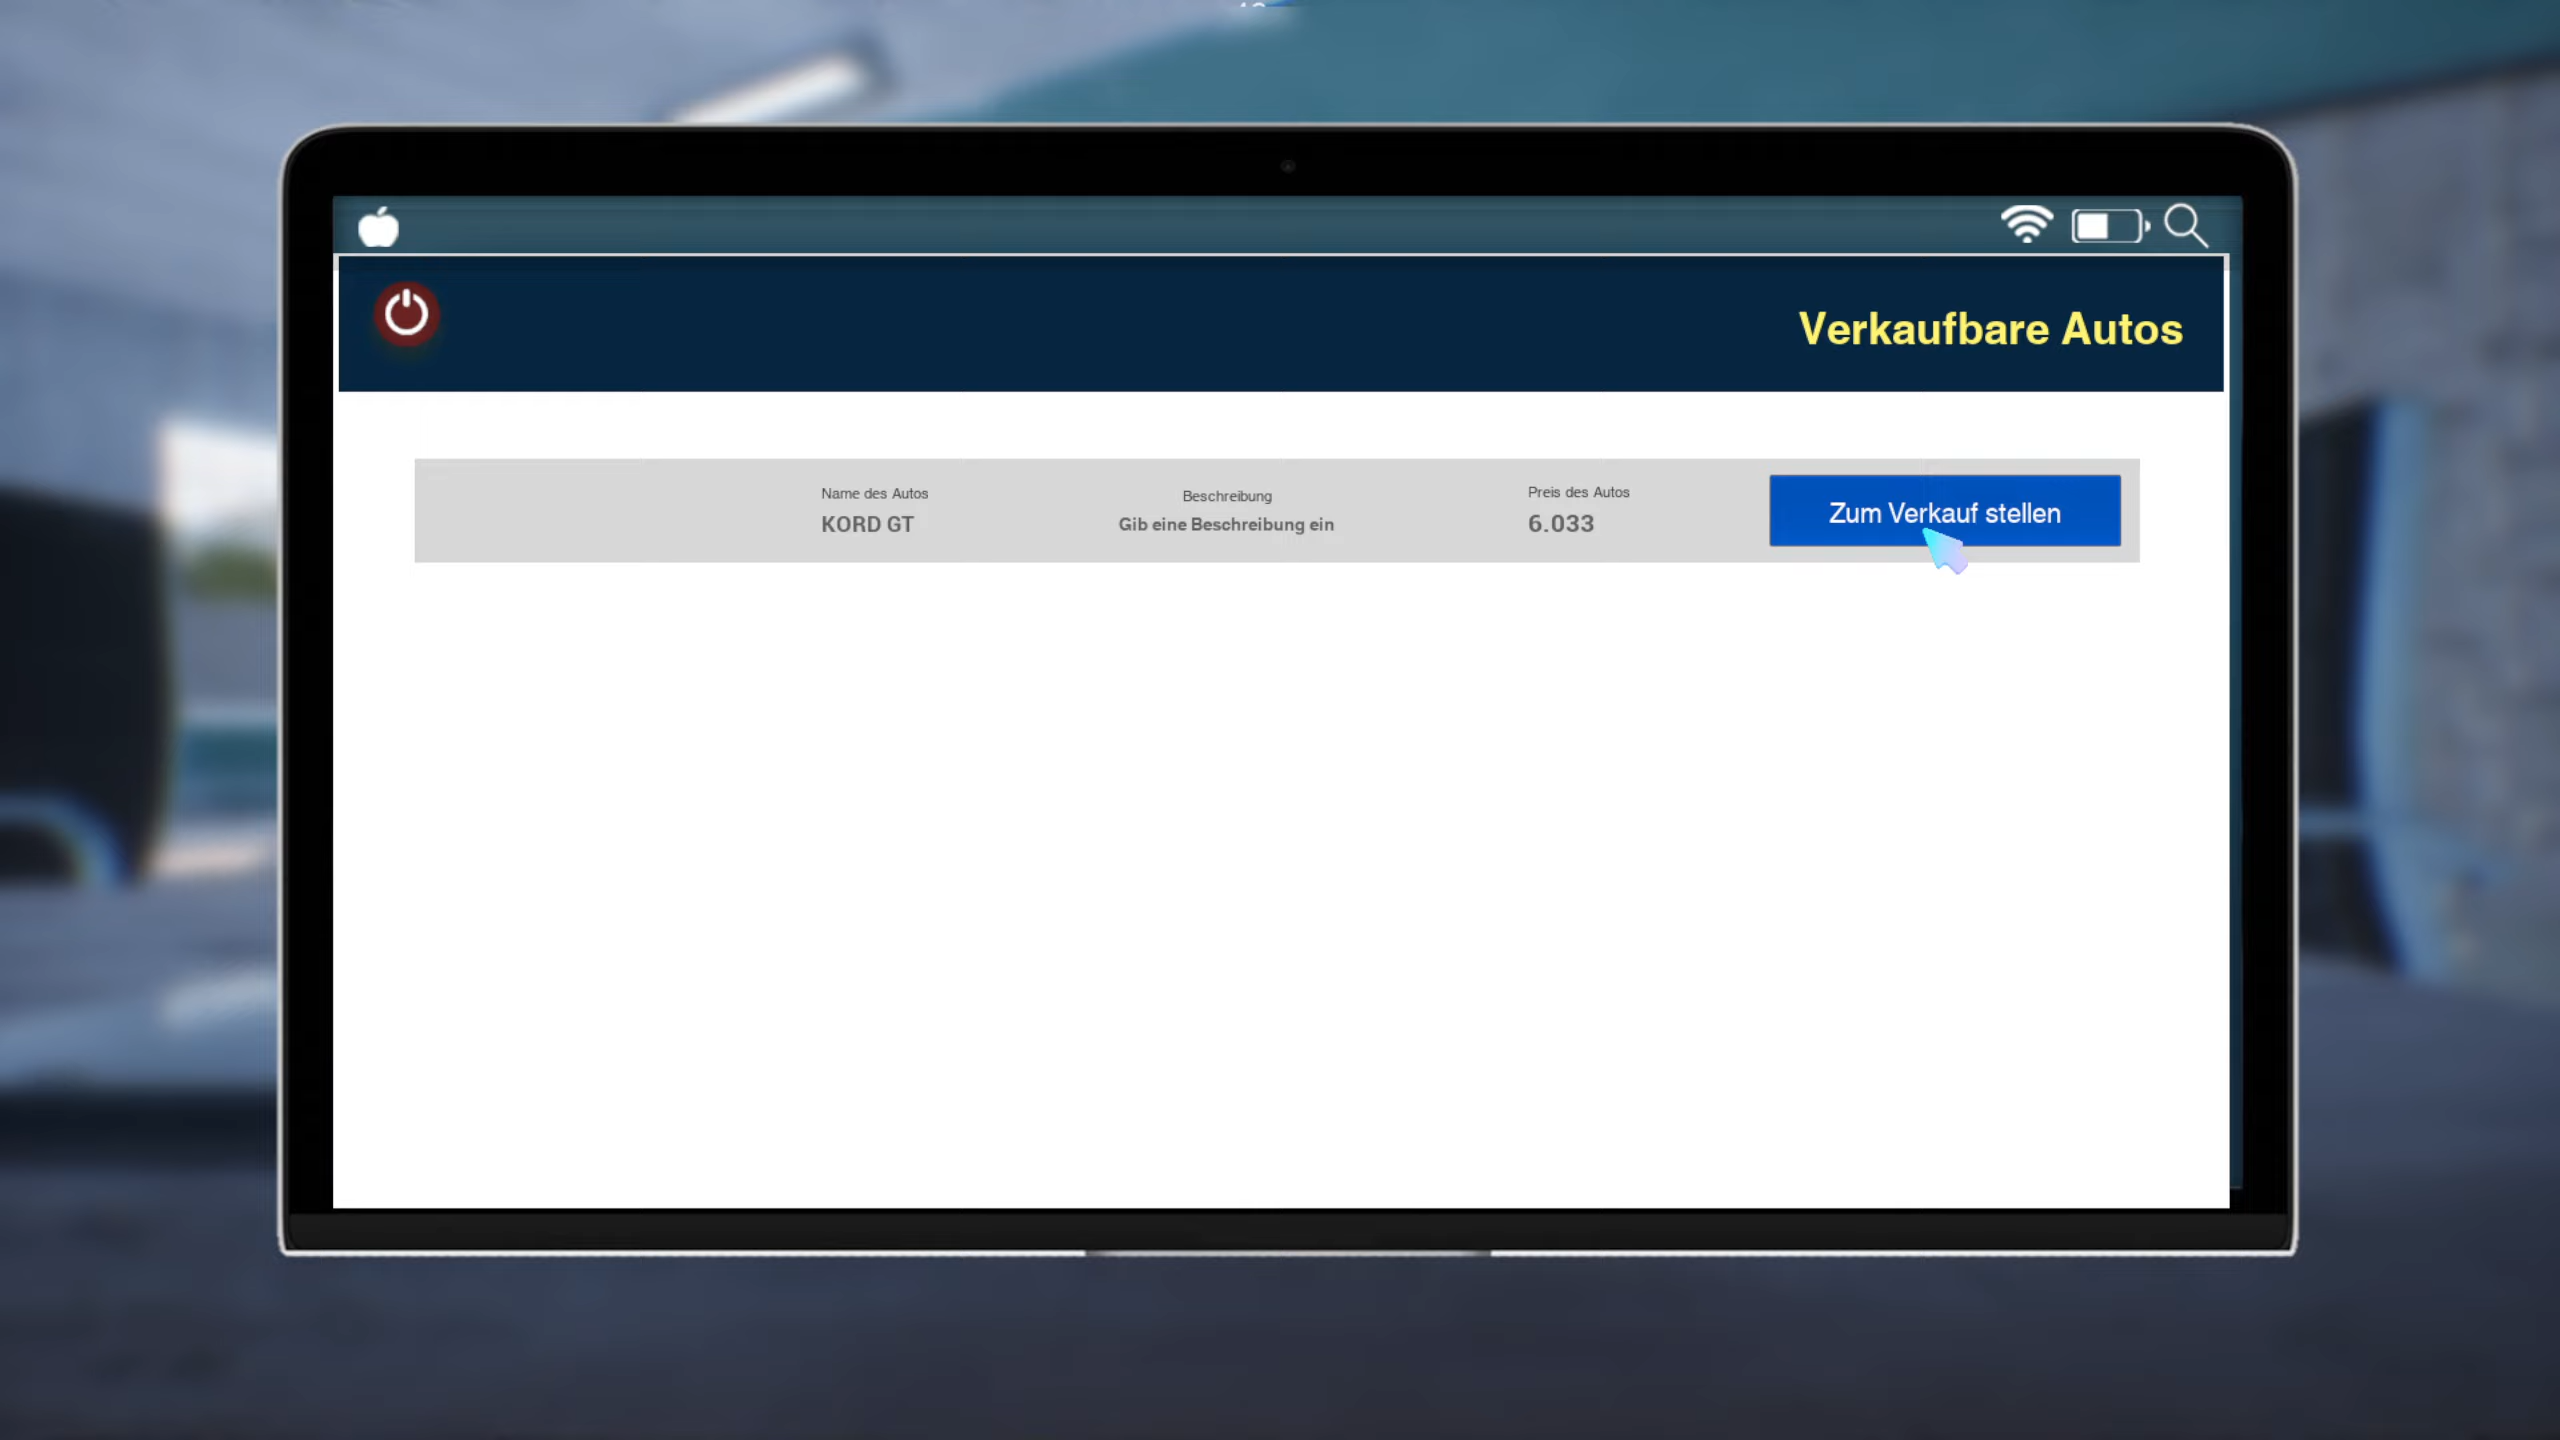 Verkaufbare Autos
Name des Autos
KORD GT
Beschreibung
Gib eine Beschreibung ein
Preis des Autos
6.033
Zum Verkauf stellen